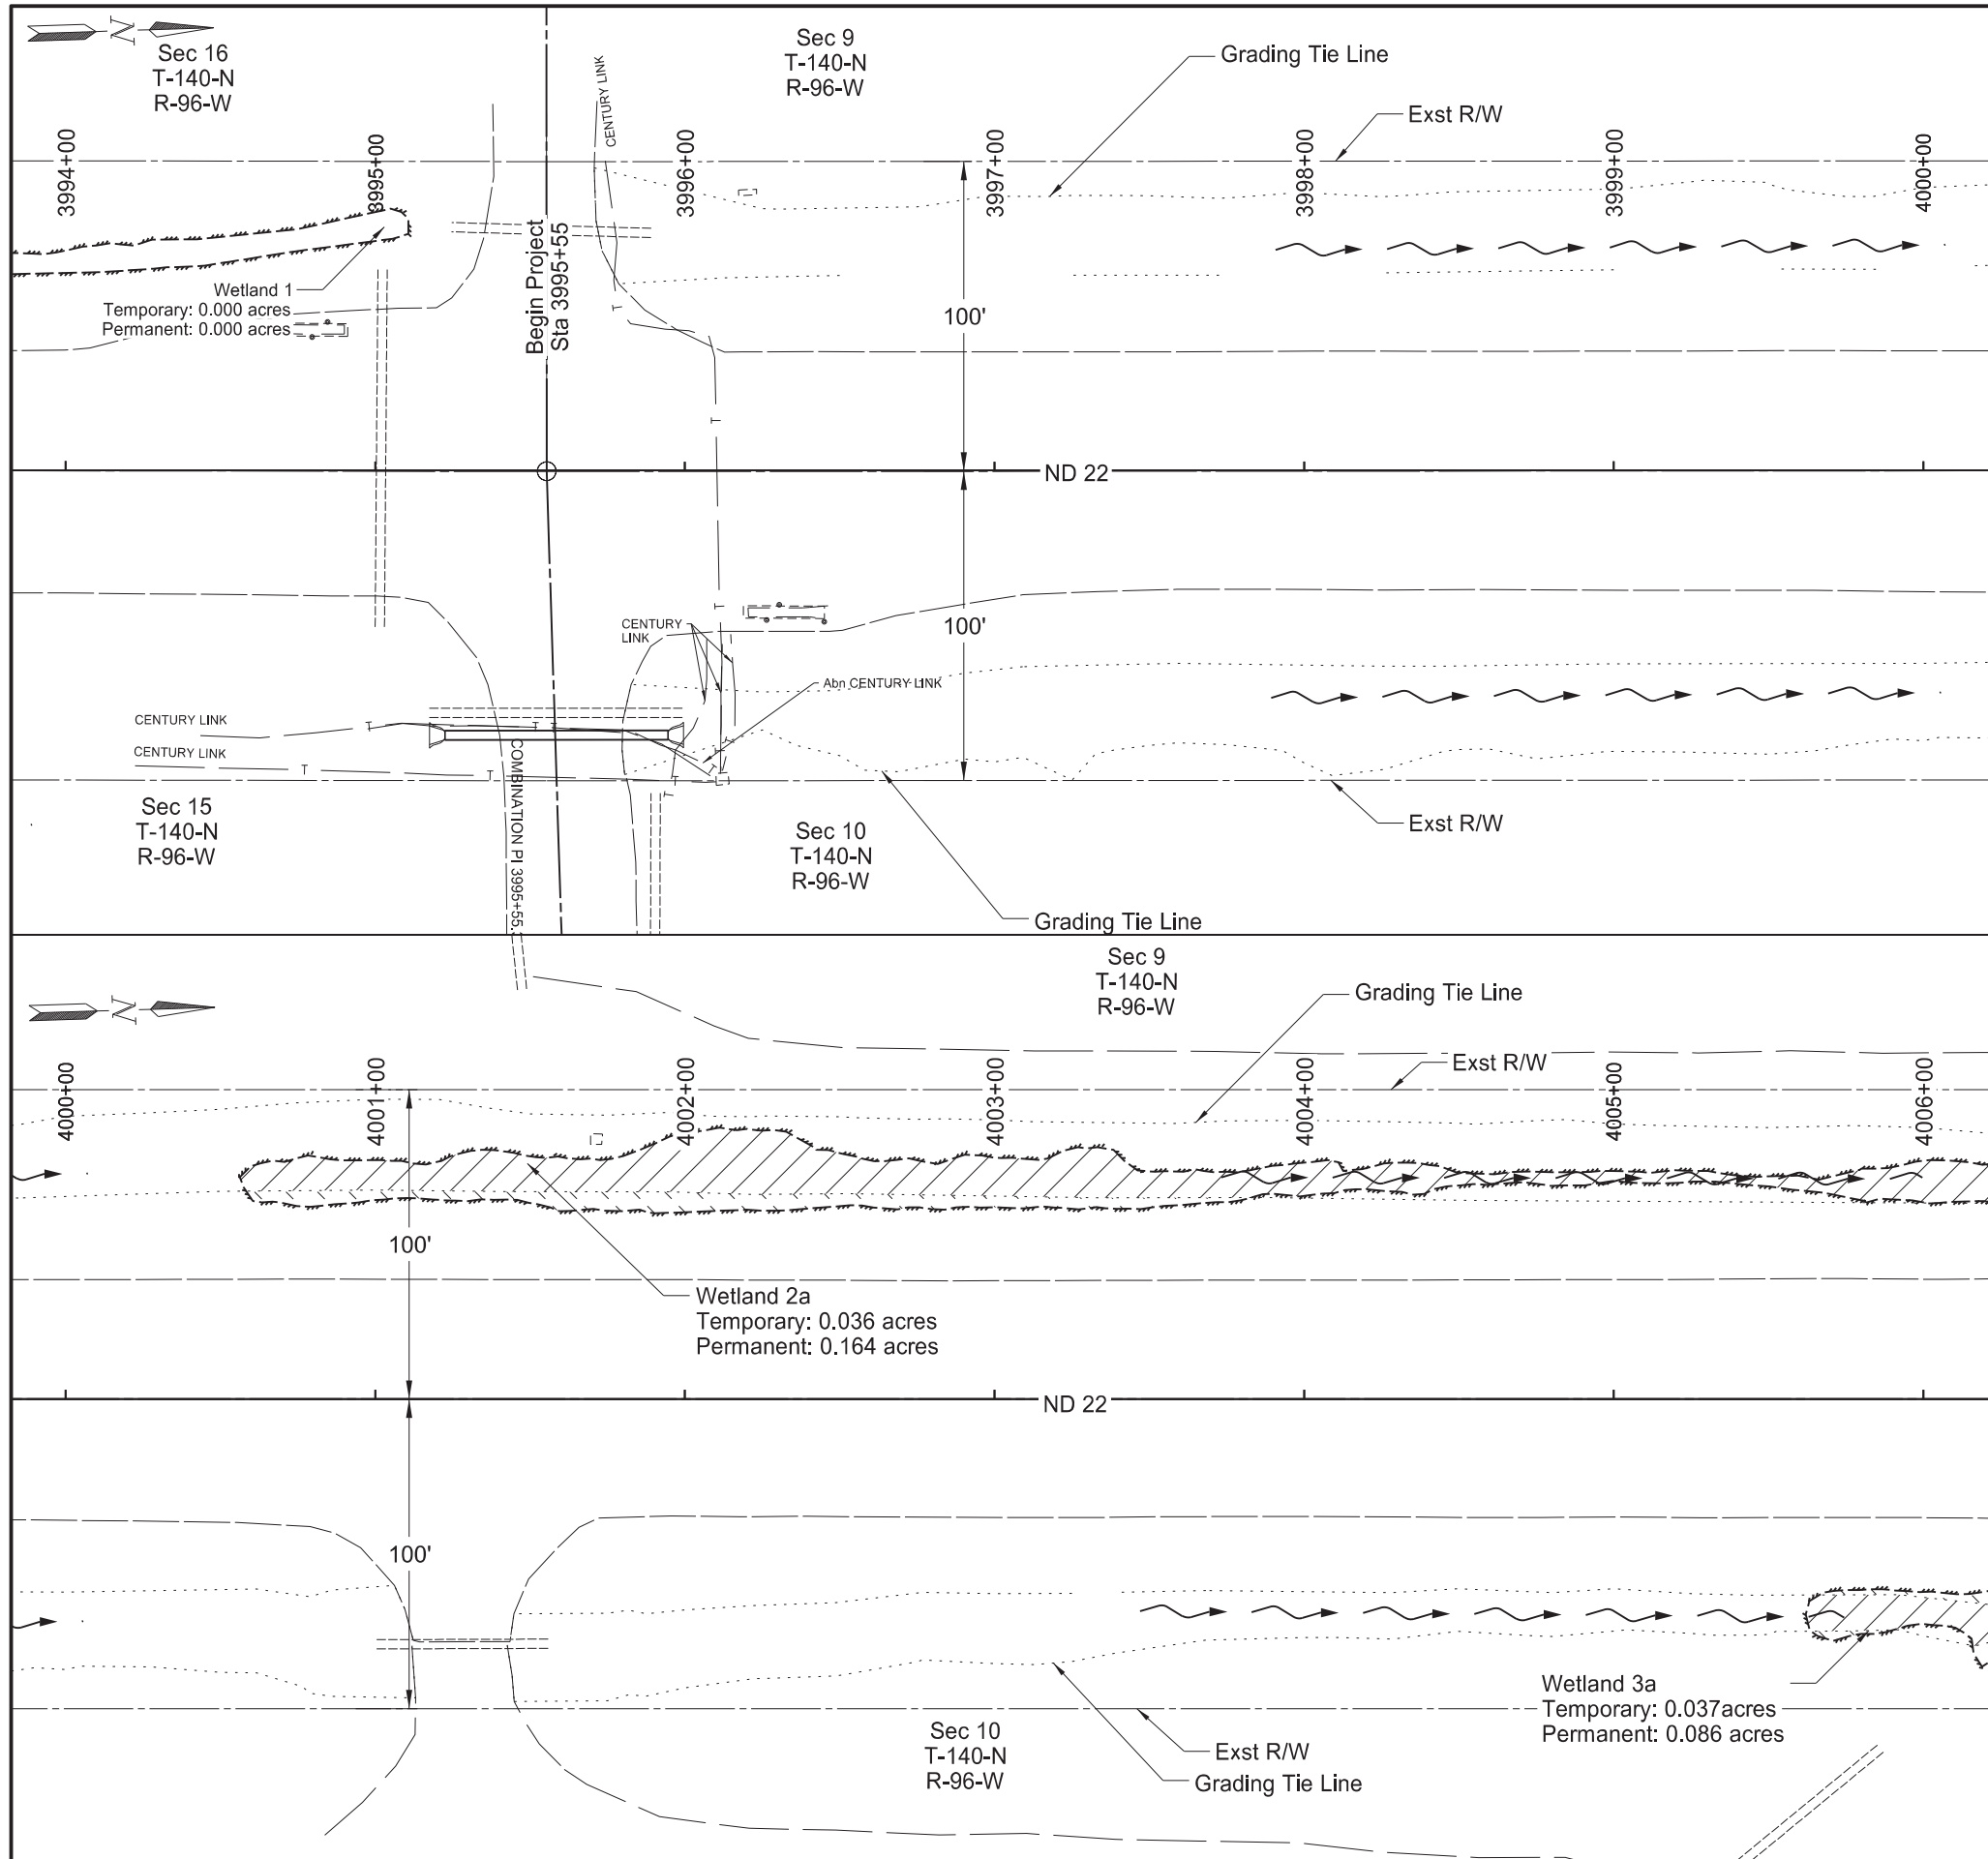 N
Sec 16
T-140-N
R-96-W
Sec 9
T-140-N
R-96-W
Grading Tie Line
Exst R/W
CENTURY LINK
3994+00
3995+00
3996+00
3997+00
3998+00
3999+00
4000+00
Begin Project
Sta 3995+55
Wetland 1
Temporary: 0.000 acres
Permanent: 0.000 acres
100'
T
T
ND 22
T
100'
CENTURY
LINK
Abn CENTURY LINK
CENTURY LINK
CENTURY LINK
T
T
T
T
T
T
T
T
T
COMBINATION PI 3995+55.
Sec 15
T-140-N
R-96-W
Sec 10
T-140-N
R-96-W
Exst R/W
Grading Tie Line
N
Sec 9
T-140-N
R-96-W
Grading Tie Line
Exst R/W
4000+00
4001+00
4002+00
4003+00
4004+00
4005+00
4006+00
100'
Wetland 2a
Temporary: 0.036 acres
Permanent: 0.164 acres
ND 22
100'
Wetland 3a
Temporary: 0.037acres
Permanent: 0.086 acres
Sec 10
T-140-N
R-96-W
Exst R/W
Grading Tie Line